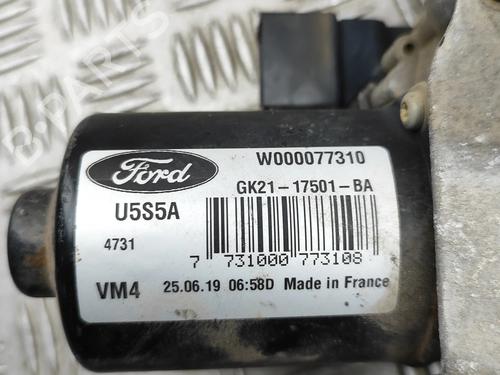 Ford
W000077310
GK21-17501-BA
U5S5A
4731
7 731000 773108
VM4 25.06.19 06:58D Made in France
B-PARTS